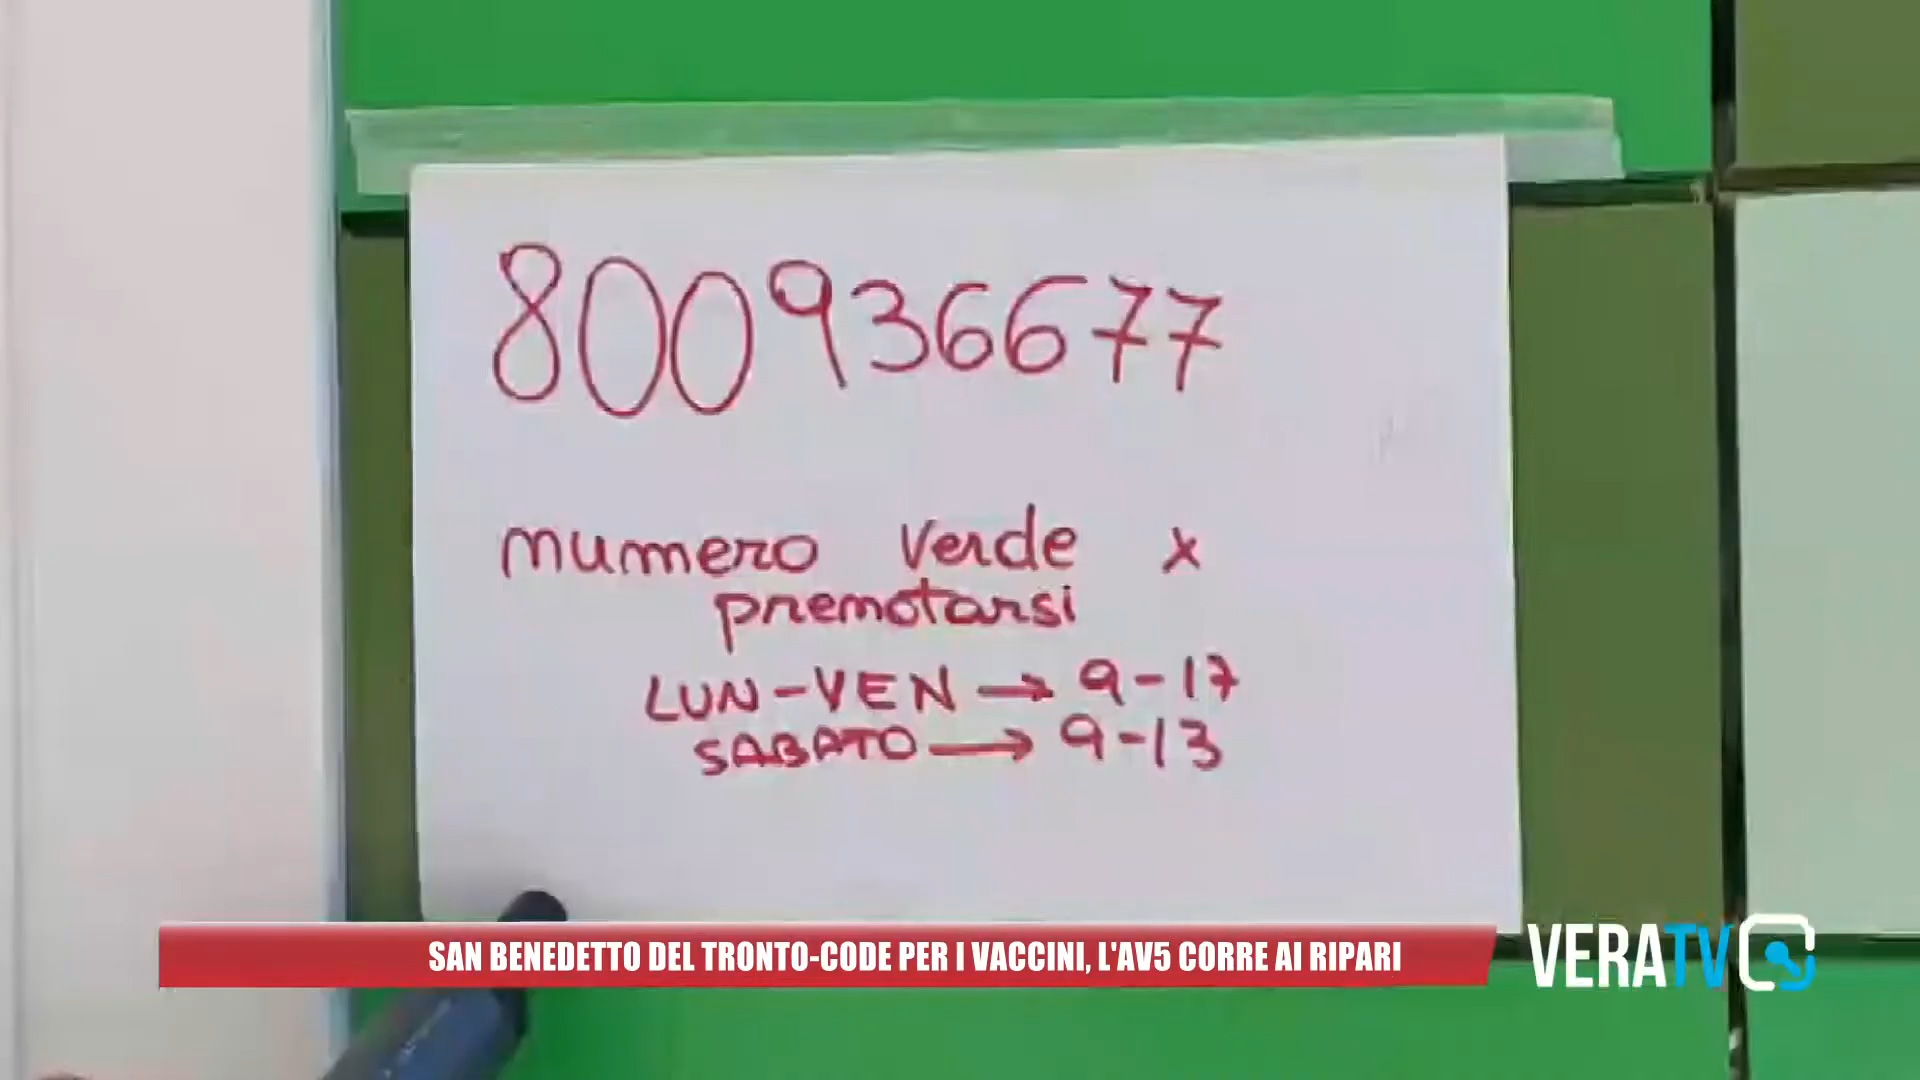 800936677
numero verde x
prenotarsi
LUN-VEN → 9-17
SABATO → 9-13
SAN BENEDETTO DEL TRONTO-CODE PER I VACCINI, L'AV5 CORRE AI RIPARI
VERATV